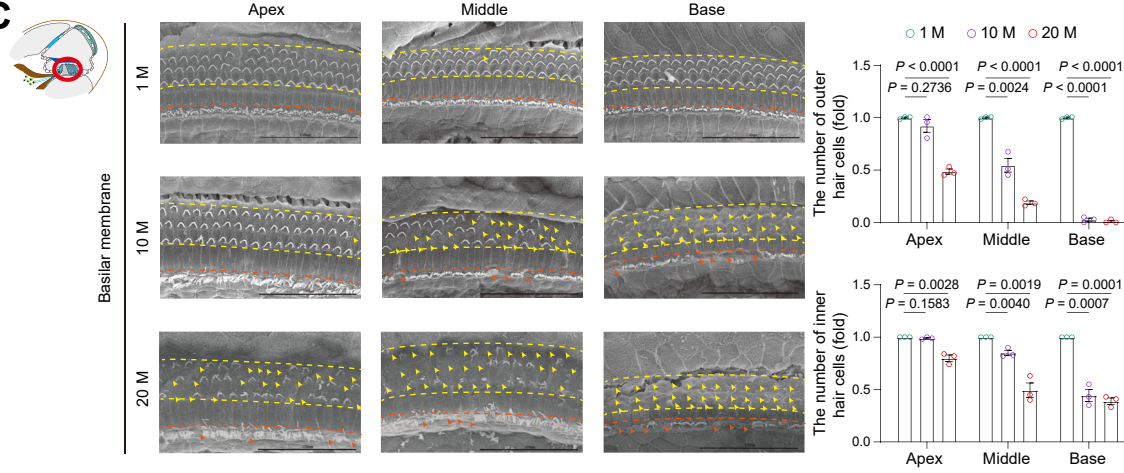 C
Apex
Middle
Base
Basilar membrane
1 M
10 M
20 M
1 M
10 M
20 M
The number of outer
hair cells (fold)
1.5
1.0
0.5
0.0
P < 0.0001
P < 0.0001
P < 0.0001
P = 0.2736
P = 0.0024
P < 0.0001
Apex
Middle
Base
The number of inner
hair cells (fold)
1.5
1.0
0.5
0.0
P = 0.0028
P = 0.0019
P = 0.0001
P = 0.1583
P = 0.0040
P = 0.0007
Apex
Middle
Base